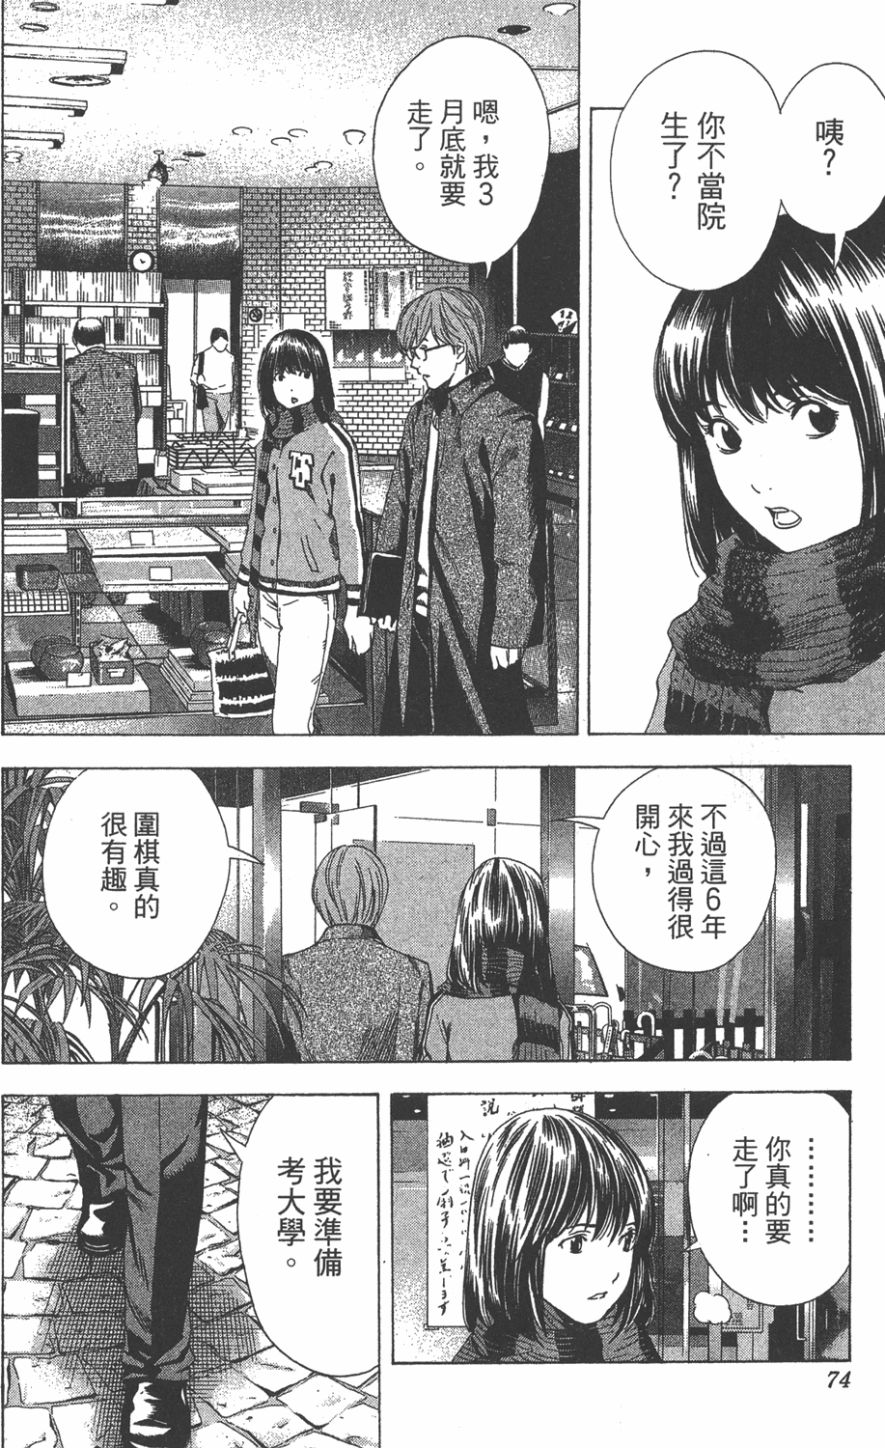 咦?
你不當院
生了?
嗯,我3
月底就要
走了。
不過這6年
來我過得很
開心,
圍棋真的
很有趣。
…………
你真的要
走了啊…
我要準備
考大學。
74